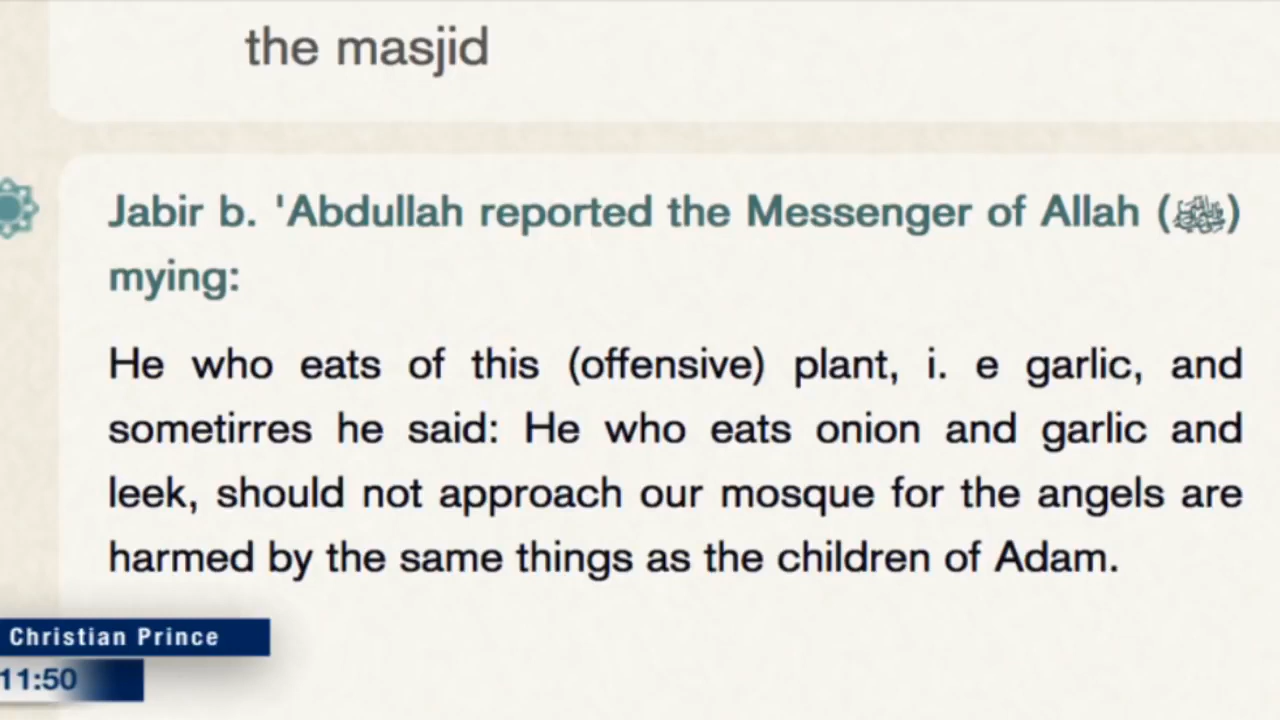 the masjid
Jabir b. 'Abdullah reported the Messenger of Allah (ﷺ)
mying:
He who eats of this (offensive) plant, i. e garlic, and
sometirres he said: He who eats onion and garlic and
leek, should not approach our mosque for the angels are
harmed by the same things as the children of Adam.
Christian Prince
11:50